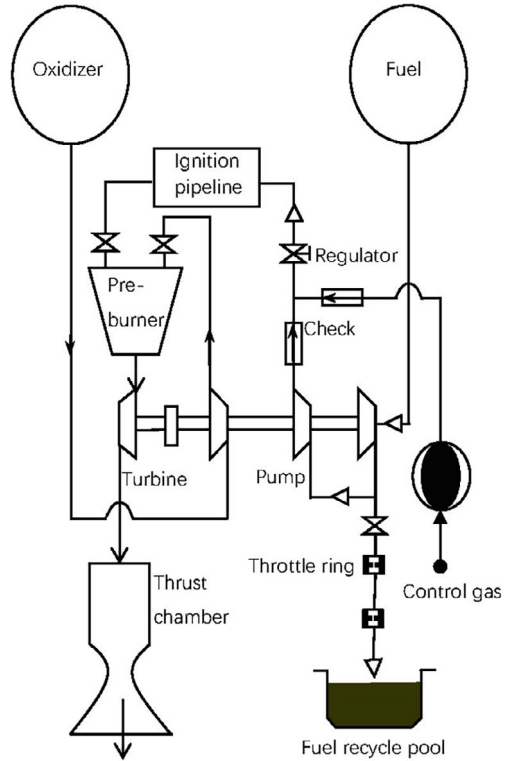 Oxidizer
Fuel
Ignition
pipeline
Regulator
Pre-
burner
Check
Turbine
Pump
Throttle ring
Control gas
Thrust
chamber
Fuel recycle pool